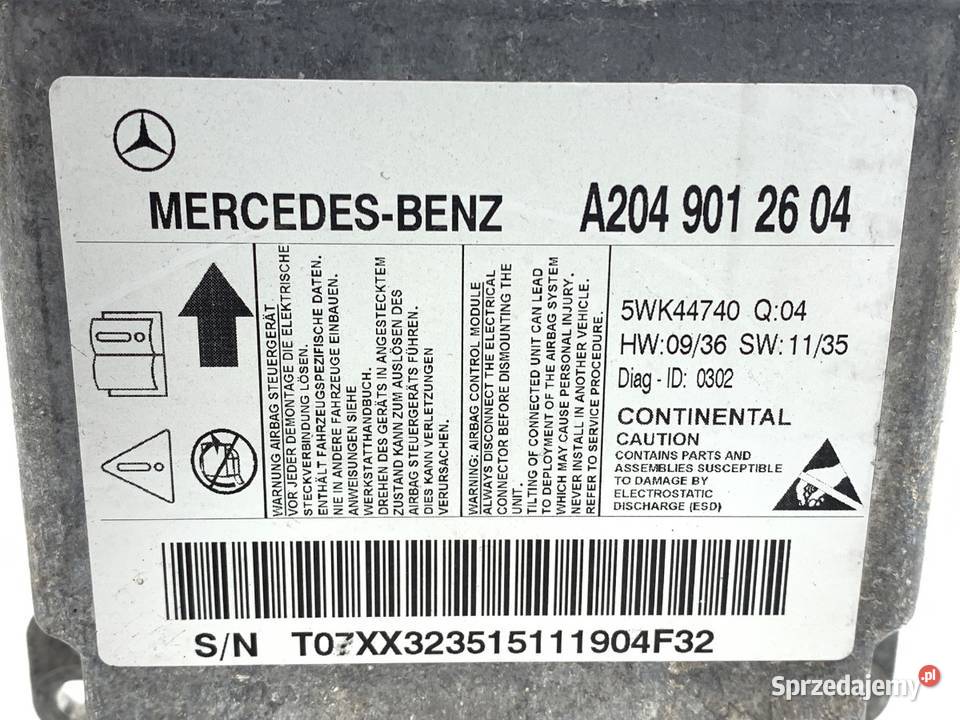 MERCEDES-BENZ A204 901 26 04
WARNUNG AIRBAG STEUERGERÄT
VOR JEDER DEMONTAGE DIE ELEKTRISCHE
STECKVERBINDUNG LÖSEN.
ENTHÄLT FAHRZEUGSPEZIFISCHE DATEN.
NIE IN ANDERE FAHRZEUGE EINBAUEN.
ANWEISUNGEN SIEHE
WERKSTATTHANDBUCH.
DREHEN DES GERÄTS IN ANGESTECKTEM
ZUSTAND KANN ZUM AUSLÖSEN DES
AIRBAG STEUERGERÄTS FÜHREN.
DIES KANN VERLETZUNGEN
VERURSACHEN.
WARNING: AIRBAG CONTROL MODULE
ALWAYS DISCONNECT THE ELECTRICAL
CONNECTOR BEFORE DISMOUNTING THE
UNIT.
TILTING OF CONNECTED UNIT CAN LEAD
TO DEPLOYMENT OF THE AIRBAG SYSTEM
WHICH MAY CAUSE PERSONAL INJURY.
NEVER INSTALL IN ANOTHER VEHICLE.
REFER TO SERVICE PROCEDURE.
5WK44740 Q:04
HW:09/36 SW:11/35
Diag - ID: 0302
CONTINENTAL
CAUTION
CONTAINS PARTS AND
ASSEMBLIES SUSCEPTIBLE
TO DAMAGE BY
ELECTROSTATIC
DISCHARGE (ESD)
S/N T07XX323515111904F32
Sprzedajemy.pl